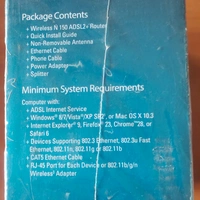 Package Contents
• Wireless N 150 ADSL2+ Router
• Quick Install Guide
• Non-Removable Antenna
• Ethernet Cable
• Phone Cable
• Power Adapter
• Splitter
Minimum System Requirements
Computer with:
• ADSL Internet Service
• Windows® 8/7/Vista®/XP SP2, or Mac OS X 10.3
• Internet Explorer® 9, Firefox® 23, Chrome™ 28, or
Safari 6
• Devices Supporting 802.3 Ethernet, 802.3u Fast
Ethernet, 802.11n, 802.11g or 802.11b
• CAT5 Ethernet Cable
• RJ-45 Port for Each Devices or 802.11b/g/n
Wireless Adapter